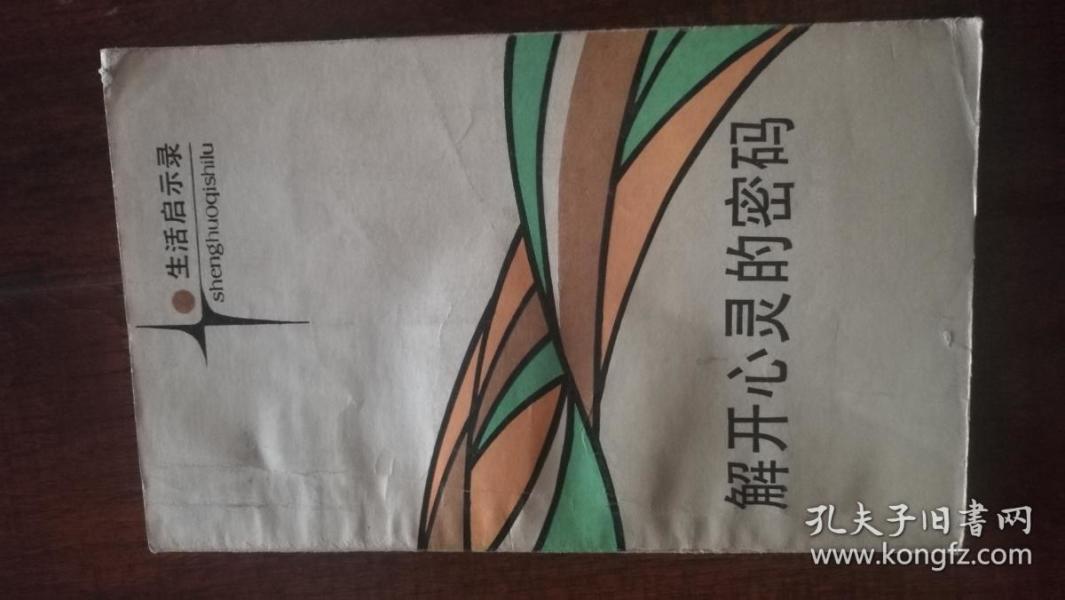 生活启示录
shenghuoqishilu
解开心灵的密码
孔夫子旧書网
www.kongfz.com